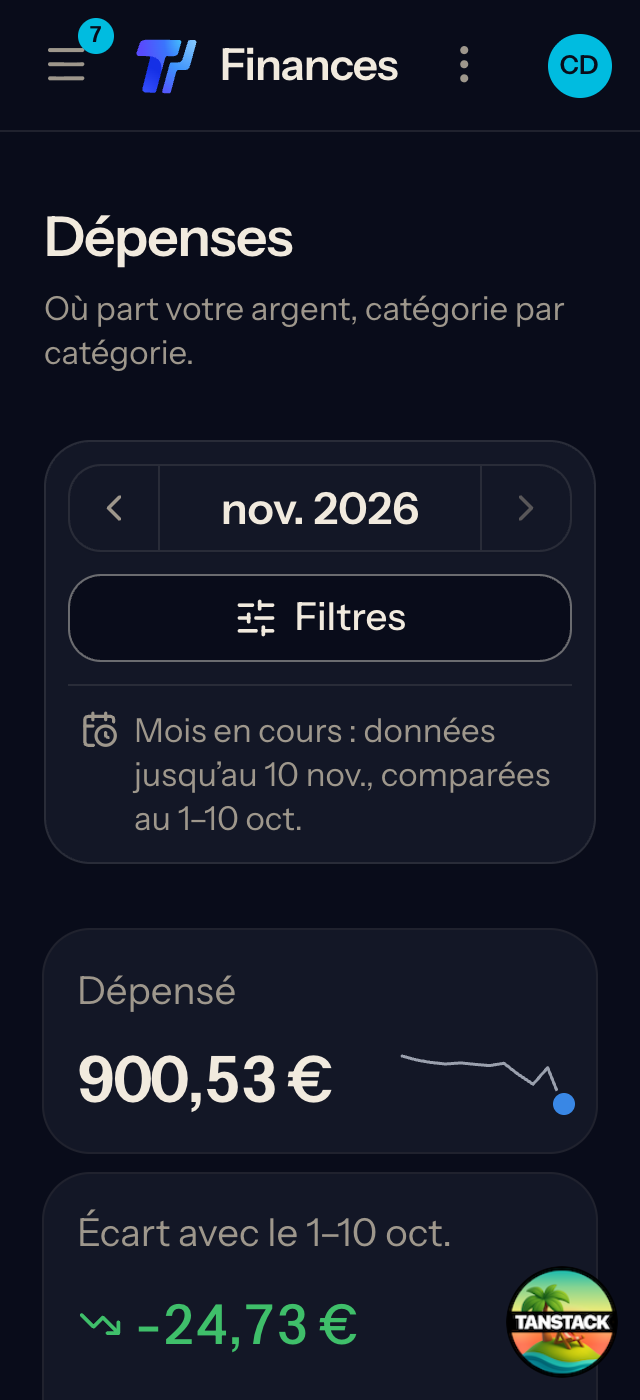 7
Finances
CD
Dépenses
Où part votre argent, catégorie par
catégorie.
nov. 2026
Filtres
Mois en cours : données
jusqu’au 10 nov., comparées
au 1–10 oct.
Dépensé
900,53 €
Écart avec le 1–10 oct.
-24,73 €
TANSTACK